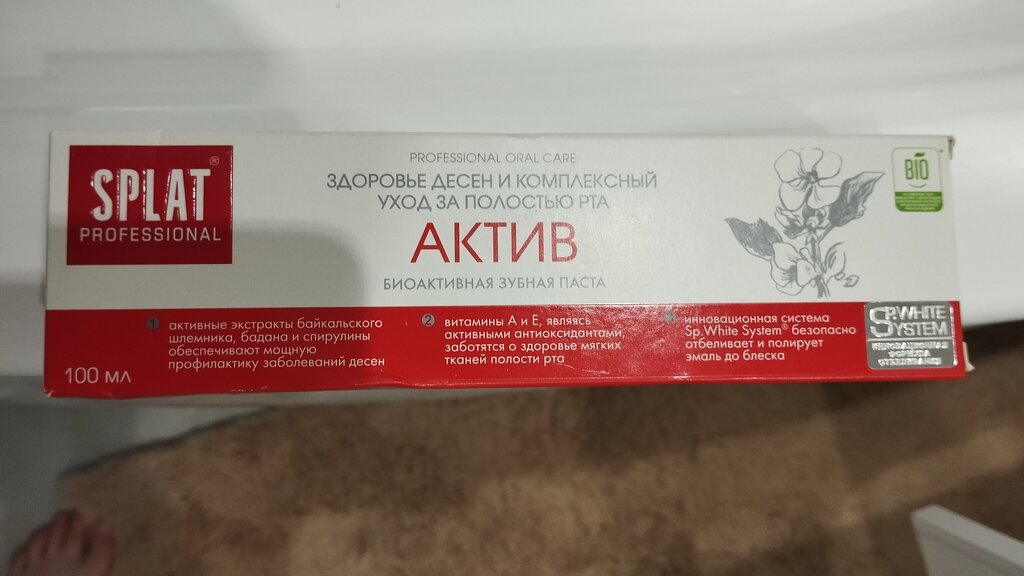 SPLAT®
PROFESSIONAL
PROFESSIONAL ORAL CARE
ЗДОРОВЬЕ ДЕСЕН И КОМПЛЕКСНЫЙ
УХОД ЗА ПОЛОСТЬЮ РТА
АКТИВ
БИОАКТИВНАЯ ЗУБНАЯ ПАСТА
BIO
1 активные экстракты байкальского
шлемника, бадана и спирулины
обеспечивают мощную
профилактику заболеваний десен
2 витамины А и Е, являясь
активными антиоксидантами,
заботятся о здоровье мягких
тканей полости рта
инновационная система
Sp.White System® безопасно
отбеливает и полирует
эмаль до блеска
SP.WHITE
SYSTEM
100 мл